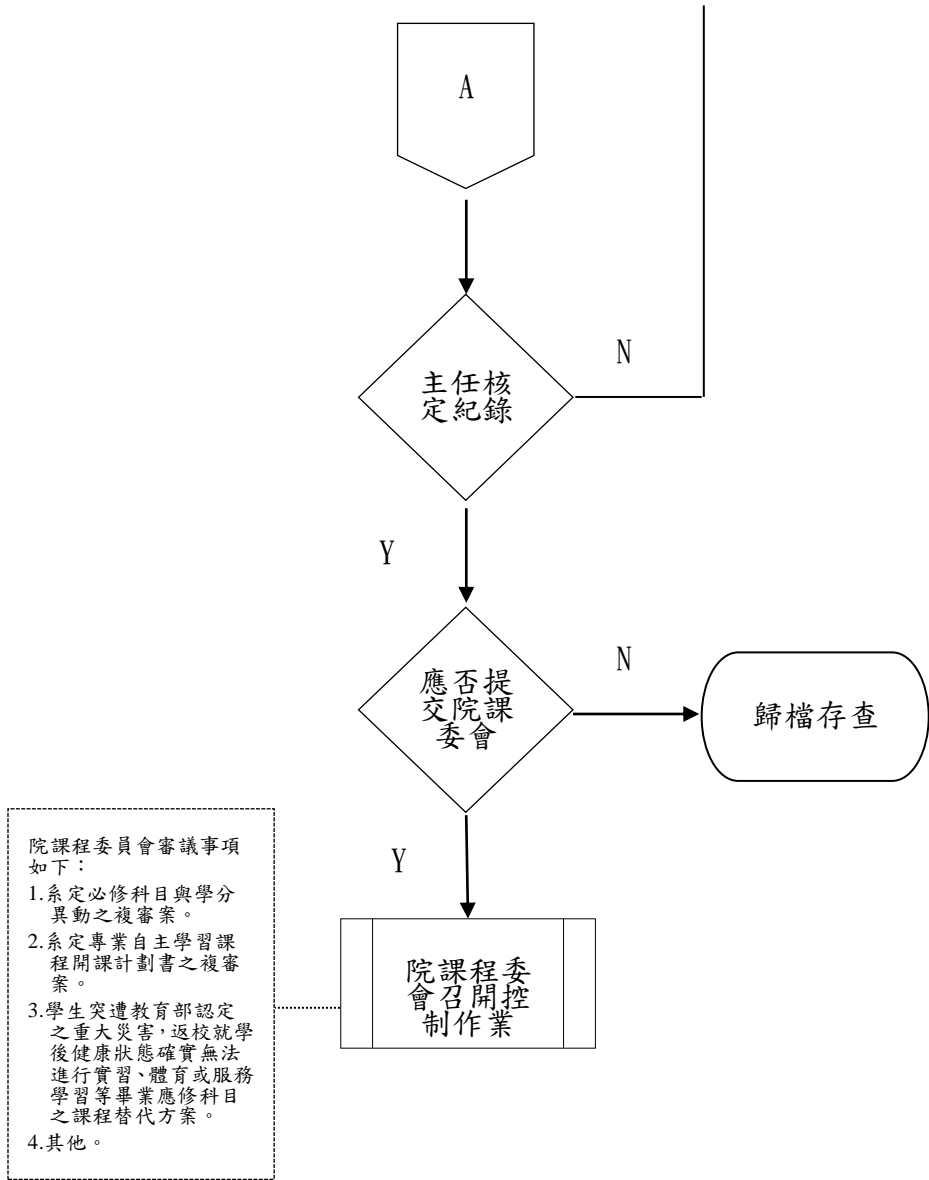 A
主任核
定紀錄
N
Y
應否提
交院課
委會
N
歸檔存查
Y
院課程委員會審議事項
如下：
1.系定必修科目與學分
異動之複審案。
2.系定專業自主學習課
程開課計劃書之複審
案。
3.學生突遭教育部認定
之重大災害，返校就學
後健康狀態確實無法
進行實習、體育或服務
學習等畢業應修科目
之課程替代方案。
4.其他。
院課程委
會召開控
制作業